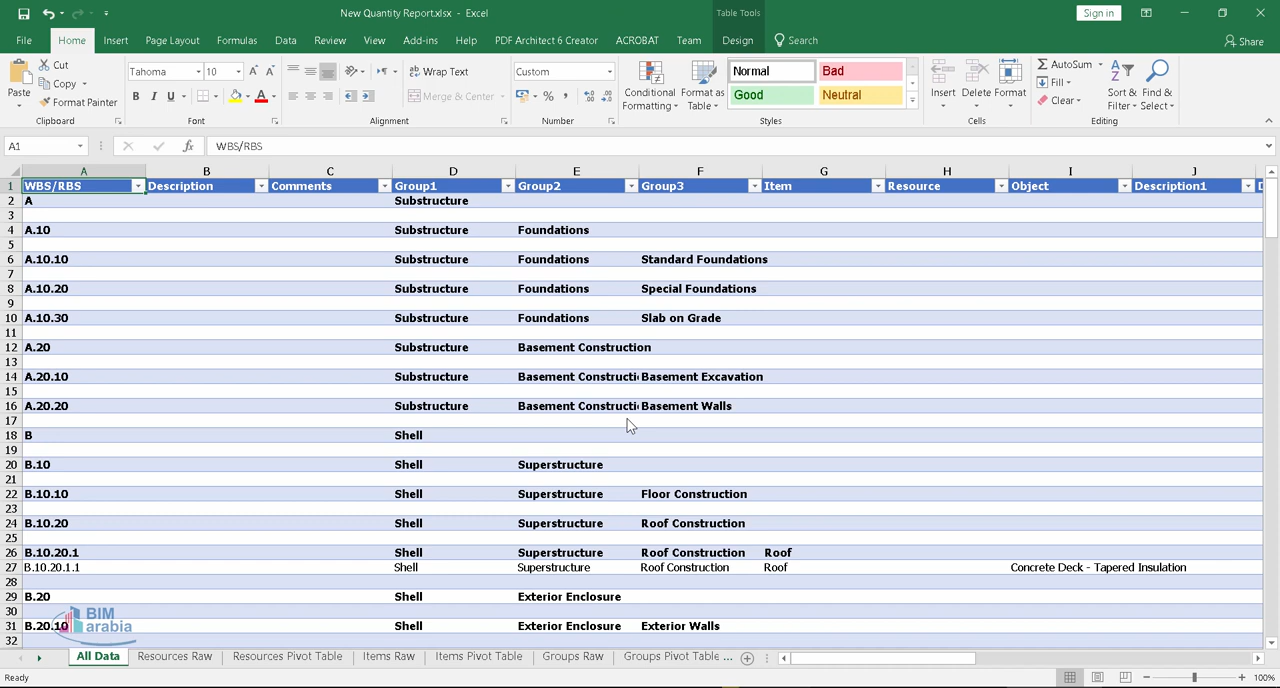 New Quantity Report.xlsx - Excel
Table Tools
Sign in
File Home Insert Page Layout Formulas Data Review View Add-ins Help PDF Architect 6 Creator ACROBAT Team Design Search Share
Paste
Cut
Copy
Format Painter
Clipboard
Tahoma 10
B I U
Font
Wrap Text
Merge & Center
Alignment
Custom
%
Number
Conditional Formatting
Format as Table
Normal Bad
Good Neutral
Styles
Insert Delete Format
Cells
AutoSum
Fill
Clear
Sort & Filter
Find & Select
Editing
A1 fx WBS/RBS
A B C D E F G H I J
1 WBS/RBS Description Comments Group1 Group2 Group3 Item Resource Object Description1 D
2 A Substructure
3
4 A.10 Substructure Foundations
5
6 A.10.10 Substructure Foundations Standard Foundations
7
8 A.10.20 Substructure Foundations Special Foundations
9
10 A.10.30 Substructure Foundations Slab on Grade
11
12 A.20 Substructure Basement Construction
13
14 A.20.10 Substructure Basement Constructi Basement Excavation
15
16 A.20.20 Substructure Basement Constructi Basement Walls
17
18 B Shell
19
20 B.10 Shell Superstructure
21
22 B.10.10 Shell Superstructure Floor Construction
23
24 B.10.20 Shell Superstructure Roof Construction
25
26 B.10.20.1 Shell Superstructure Roof Construction Roof
27 B.10.20.1.1 Shell Superstructure Roof Construction Roof Concrete Deck - Tapered Insulation
28
29 B.20 Shell Exterior Enclosure
30
31 B.20.10 Shell Exterior Enclosure Exterior Walls
32
BIM
arabia
All Data Resources Raw Resources Pivot Table Items Raw Items Pivot Table Groups Raw Groups Pivot Table ...
Ready 100%